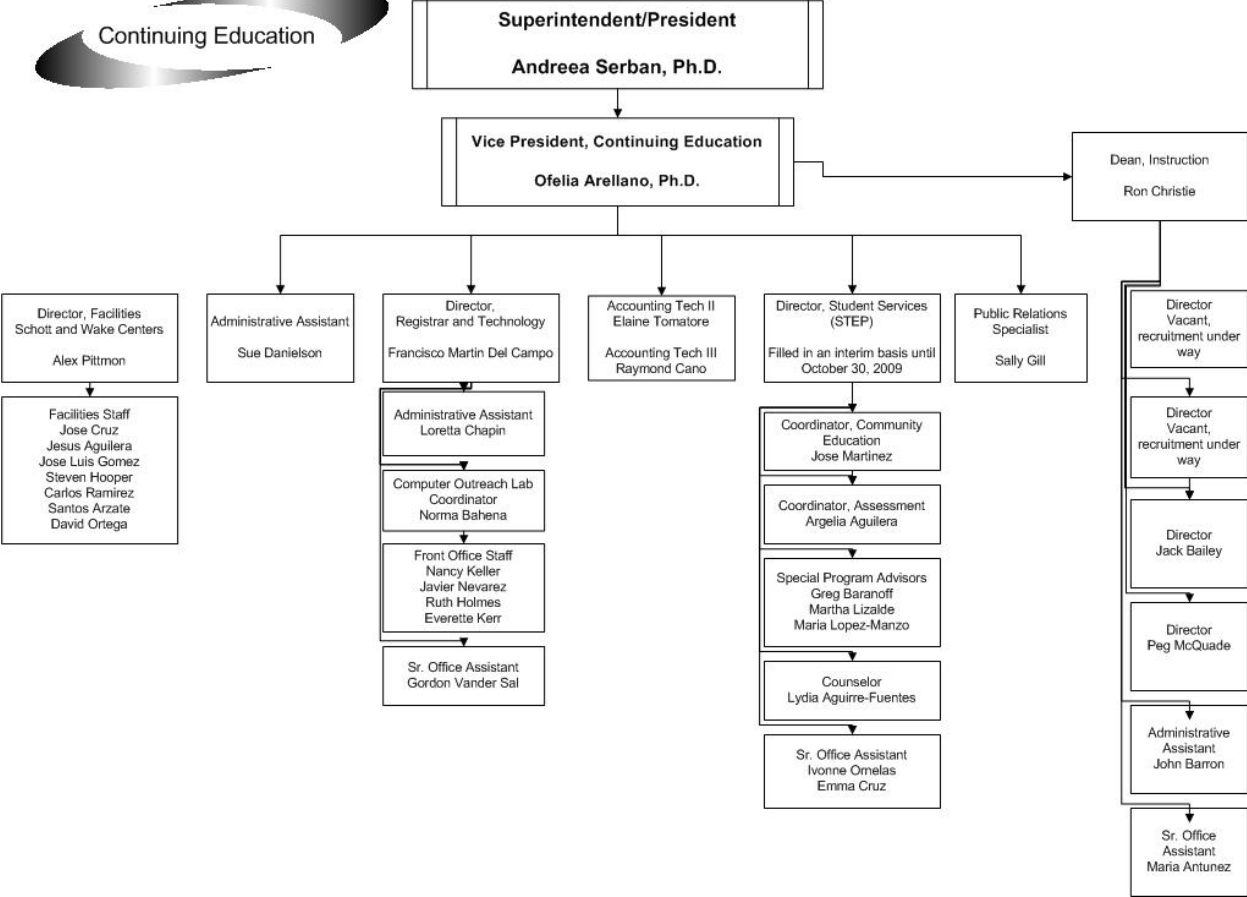 Continuing Education
Superintendent/President
Andreea Serban, Ph.D.
Vice President, Continuing Education
Ofelia Arellano, Ph.D.
Dean, Instruction
Ron Christie
Director, Facilities
Schott and Wake Centers
Alex Pittmon
Facilities Staff
Jose Cruz
Jesus Aguilera
Jose Luis Gomez
Steven Hooper
Carlos Ramirez
Santos Arzate
David Ortega
Administrative Assistant
Sue Danielson
Director,
Registrar and Technology
Francisco Martin Del Campo
Administrative Assistant
Loretta Chapin
Computer Outreach Lab
Coordinator
Norma Bahena
Front Office Staff
Nancy Keller
Javier Nevarez
Ruth Holmes
Everette Kerr
Sr. Office Assistant
Gordon Vander Sal
Accounting Tech II
Elaine Tomatore
Accounting Tech III
Raymond Cano
Director, Student Services
(STEP)
Filled in an interim basis until
October 30, 2009
Coordinator, Community
Education
Jose Martinez
Coordinator, Assessment
Argelia Aguilera
Special Program Advisors
Greg Baranoff
Martha Lizalde
Maria Lopez-Manzo
Counselor
Lydia Aguirre-Fuentes
Sr. Office Assistant
Ivonne Ornelas
Emma Cruz
Public Relations
Specialist
Sally Gill
Director
Vacant,
recruitment under
way
Director
Vacant,
recruitment under
way
Director
Jack Bailey
Director
Peg McQuade
Administrative
Assistant
John Barron
Sr. Office
Assistant
Maria Antunez